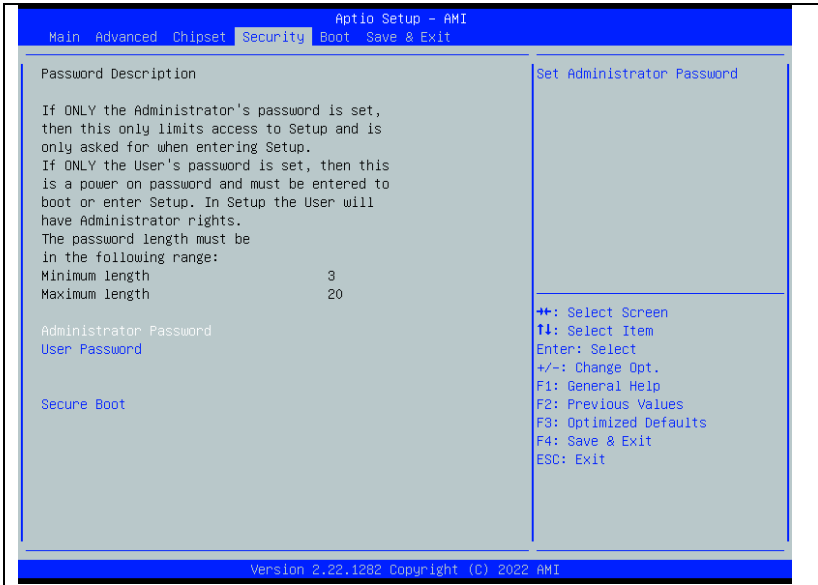 Aptio Setup – AMI
Main Advanced Chipset Security Boot Save & Exit
Password Description
If ONLY the Administrator's password is set,
then this only limits access to Setup and is
only asked for when entering Setup.
If ONLY the User's password is set, then this
is a power on password and must be entered to
boot or enter Setup. In Setup the User will
have Administrator rights.
The password length must be
in the following range:
Minimum length 3
Maximum length 20
Administrator Password
User Password
Secure Boot
Set Administrator Password
→←: Select Screen
↑↓: Select Item
Enter: Select
+/-: Change Opt.
F1: General Help
F2: Previous Values
F3: Optimized Defaults
F4: Save & Exit
ESC: Exit
Version 2.22.1282 Copyright (C) 2022 AMI